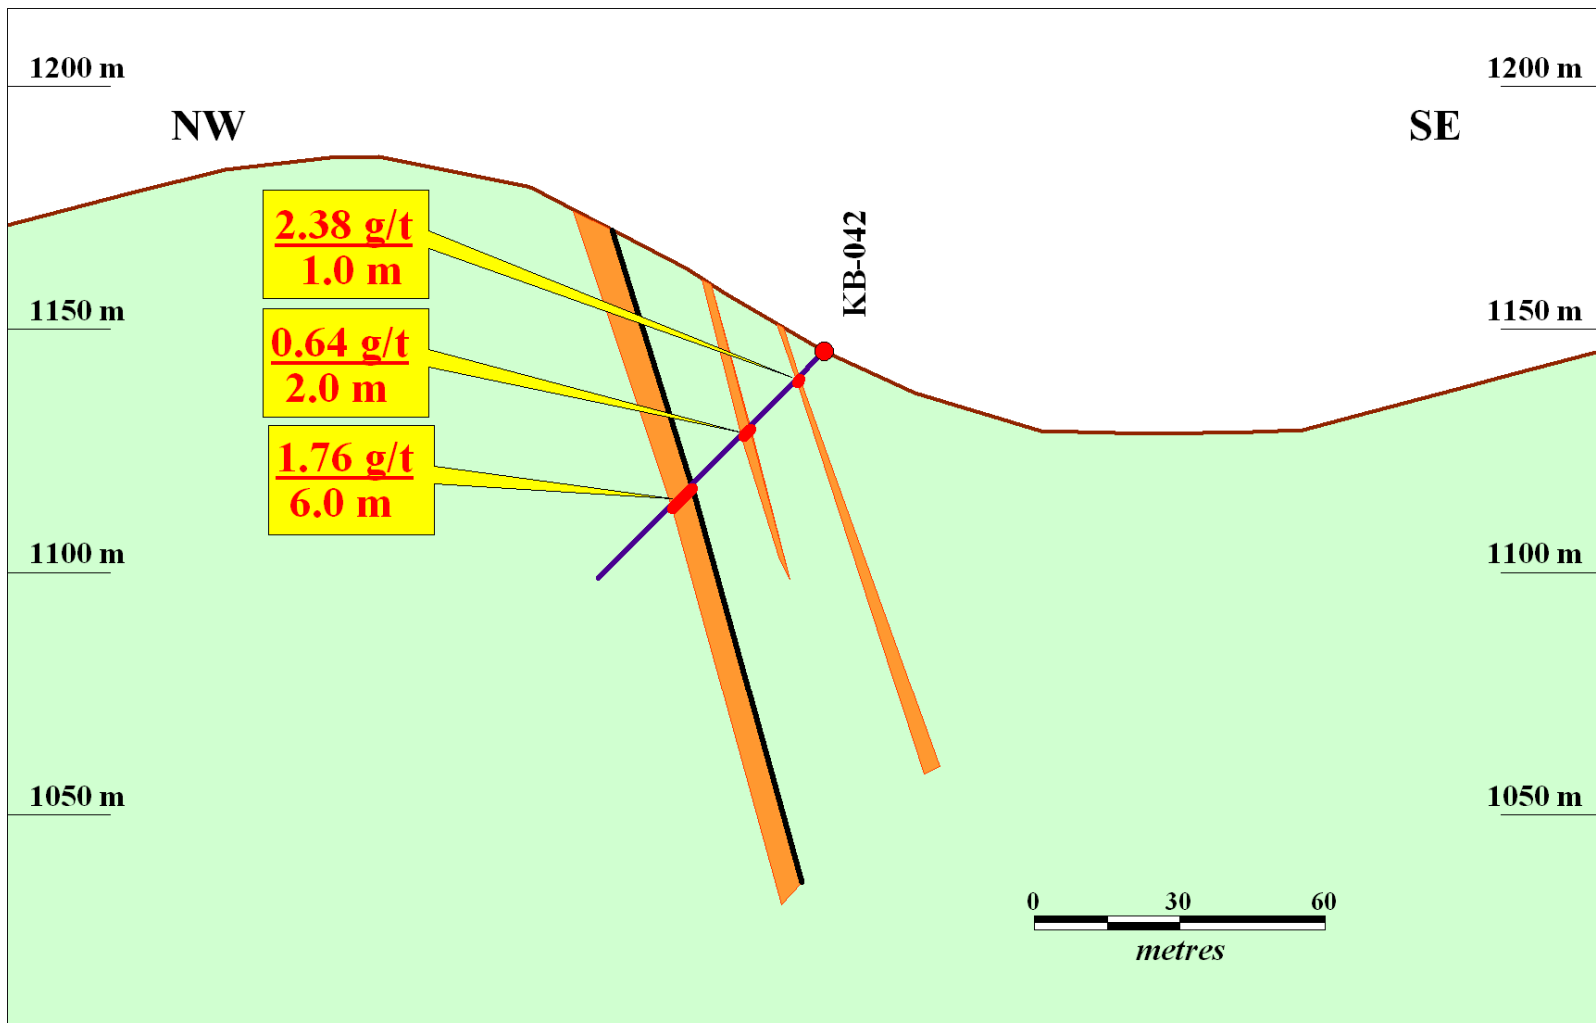 1200 m
1200 m
NW
SE
2.38 g/t
1.0 m
KB-042
1150 m
1150 m
0.64 g/t
2.0 m
1.76 g/t
6.0 m
1100 m
1100 m
1050 m
1050 m
0 30 60
metres